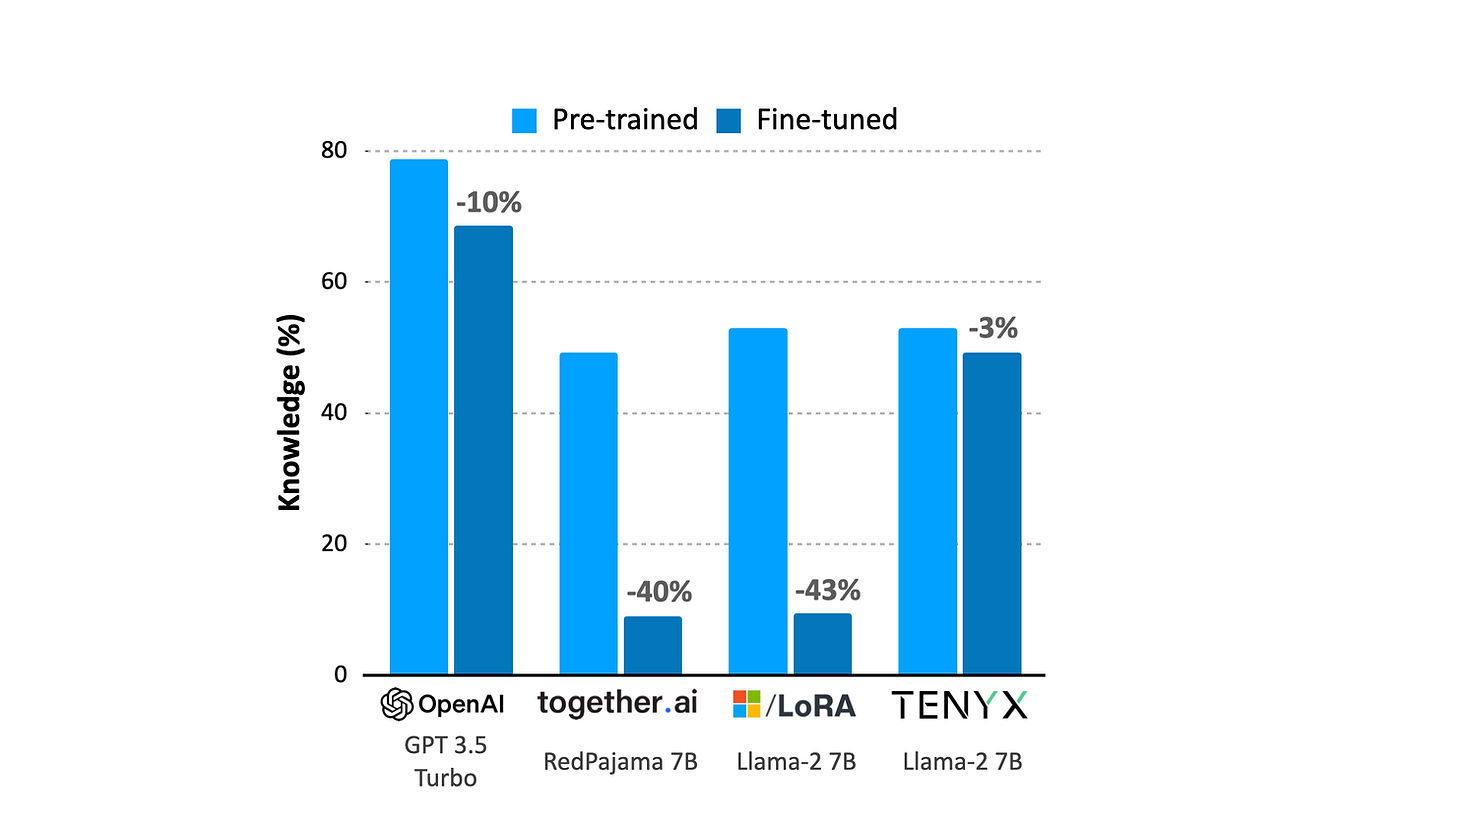 Pre-trained Fine-tuned
80
-10%
60
-3%
Knowledge (%)
40
20
-40% -43%
0
OpenAI together.ai /LoRA TENYX
GPT 3.5
Turbo
RedPajama 7B Llama-2 7B Llama-2 7B